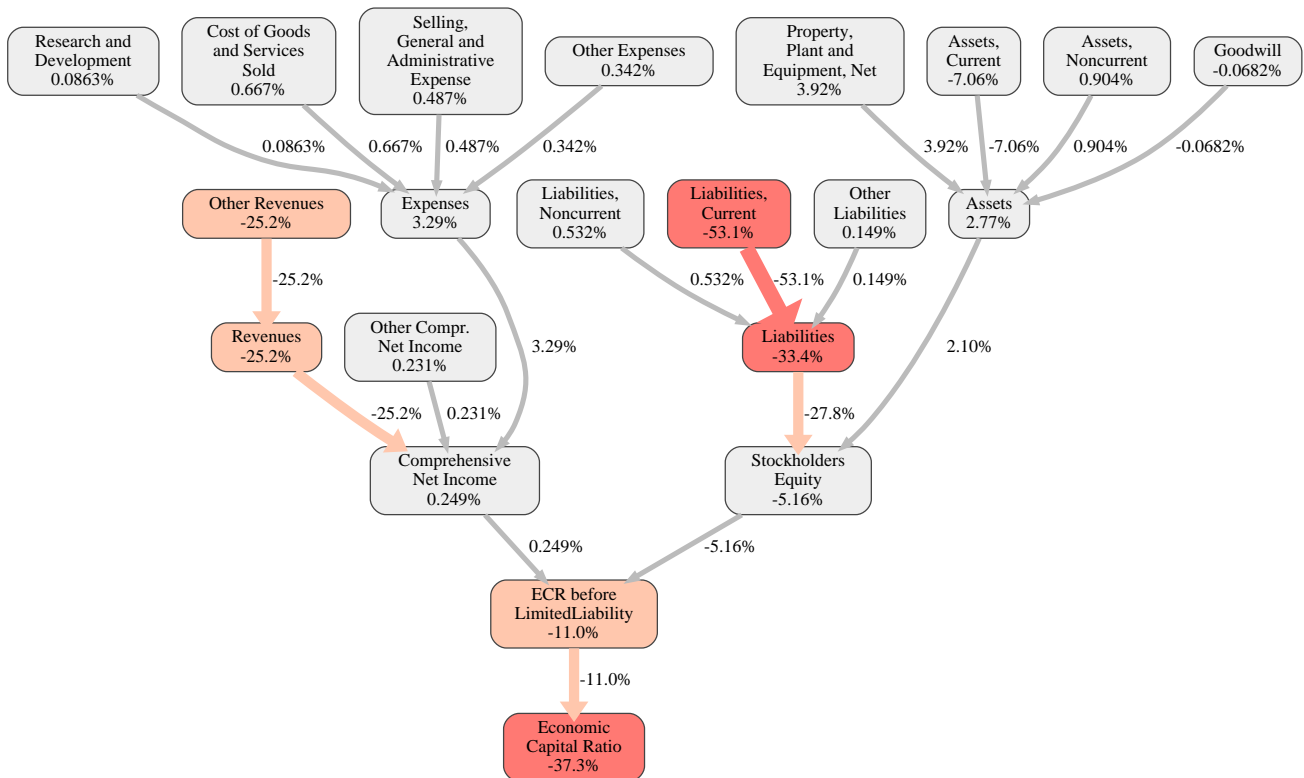 Research and
Development
0.0863%
Cost of Goods
and Services
Sold
0.667%
Selling,
General and
Administrative
Expense
0.487%
Other Expenses
0.342%
Property,
Plant and
Equipment, Net
3.92%
Assets,
Current
-7.06%
Assets,
Noncurrent
0.904%
Goodwill
-0.0682%
0.0863%
0.667%
0.487%
0.342%
3.92%
-7.06%
0.904%
-0.0682%
Other Revenues
-25.2%
Expenses
3.29%
Liabilities,
Noncurrent
0.532%
Liabilities,
Current
-53.1%
Other
Liabilities
0.149%
Assets
2.77%
-25.2%
0.532%
-53.1%
0.149%
Revenues
-25.2%
Other Compr.
Net Income
0.231%
3.29%
Liabilities
-33.4%
2.10%
-25.2%
0.231%
-27.8%
Comprehensive
Net Income
0.249%
Stockholders
Equity
-5.16%
0.249%
-5.16%
ECR before
LimitedLiability
-11.0%
-11.0%
Economic
Capital Ratio
-37.3%